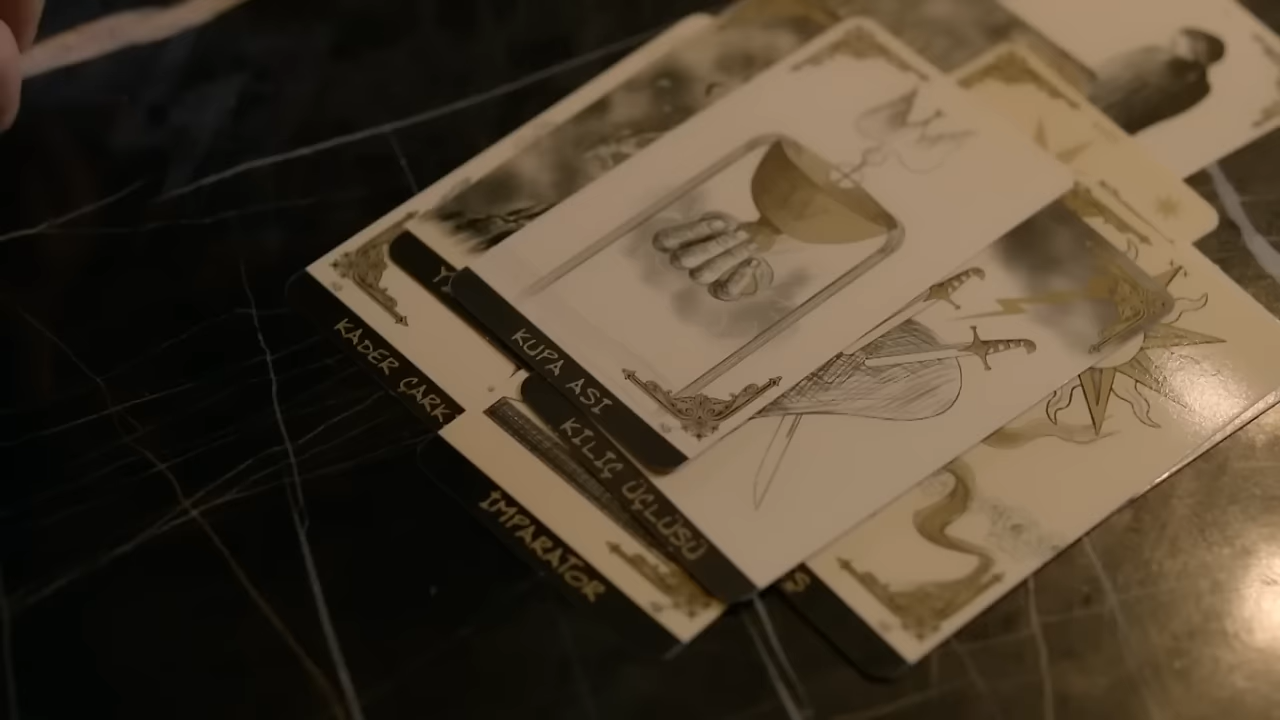 KADER ÇARK
KUPA ASI
KILIÇ ÜÇLÜSÜ
İMPARATOR
Ş